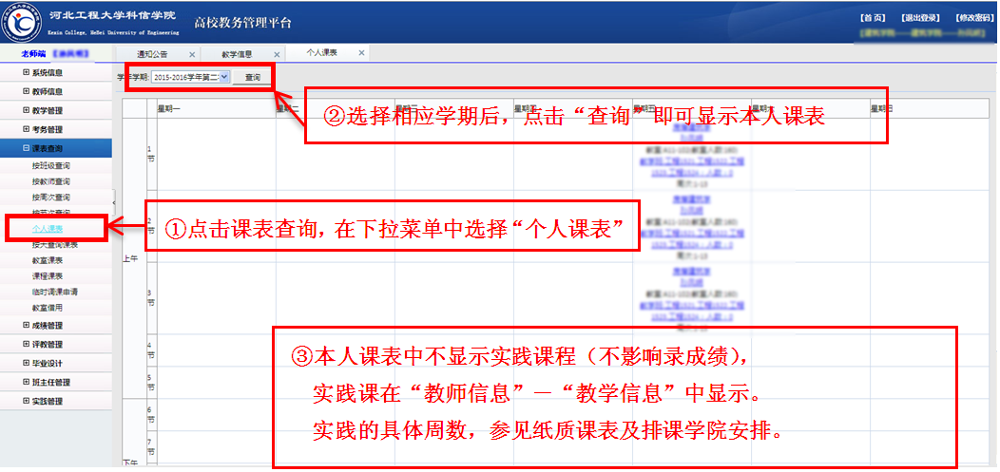 河北工程大学科信学院
Kexin College, HeBei University of Engineering
高校教务管理平台
【首 页】 【退出登录】 【修改密码】
老师端
通知公告 × 教学信息 × 个人课表 ×
学年学期: 2015-2016学年第二 查询
系统信息
教师信息
教学管理
考务管理
课表查询
按班级查询
按教师查询
按周次查询
按节次查询
个人课表
按天查询课表
教室课表
课程课表
临时调课申请
教室借用
成绩管理
评教管理
毕业设计
班主任管理
实践管理
星期一 星期二 星期三 星期四 星期五 星期六 星期日
②选择相应学期后，点击“查询”即可显示本人课表
①点击课表查询，在下拉菜单中选择“个人课表”
上午
1节
2节
3节
4节
5节
下午
6节
7节
③本人课表中不显示实践课程（不影响录成绩），
实践课在“教师信息”—“教学信息”中显示。
实践的具体周数，参见纸质课表及排课学院安排。